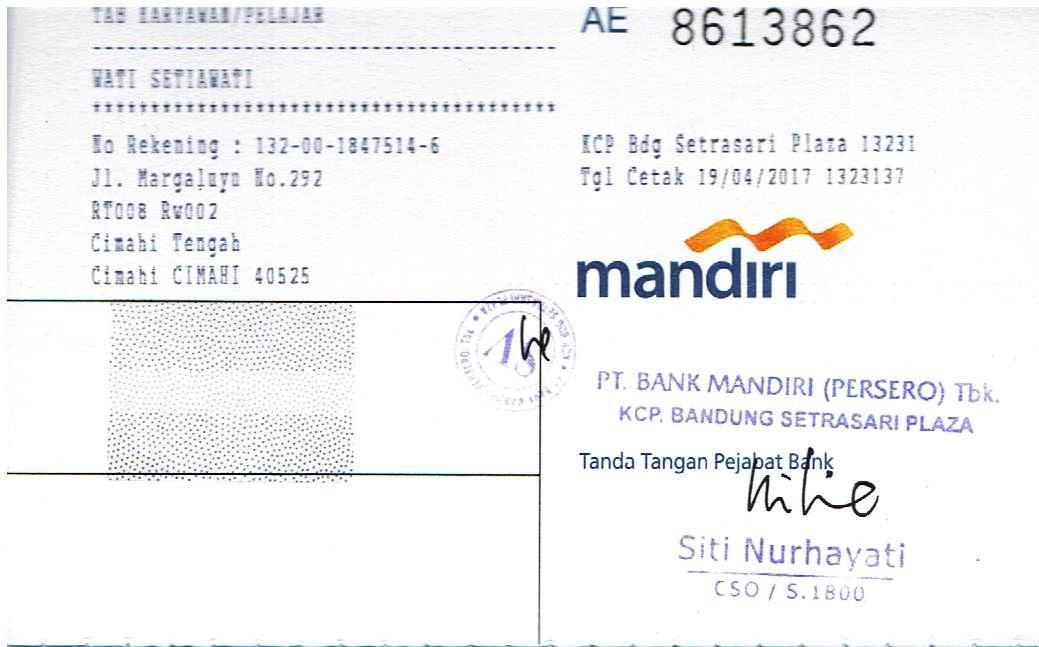 TAB KARYAWAN/PELAJAR
AE 8613862
WATI SETIAWATI
****************************************
No Rekening : 132-00-1847514-6
Jl. Margaluyu No.292
RT008 Rw002
Cimahi Tengah
Cimahi CIMAHI 40525
KCP Bdg Setrasari Plaza 13231
Tgl Cetak 19/04/2017 1323137
mandiri
PT. BANK MANDIRI (PERSERO) Tbk.
KCP. BANDUNG SETRASARI PLAZA
Tanda Tangan Pejabat Bank
Siti Nurhayati
CSO / S.1800